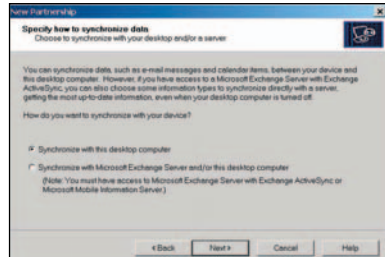 New Partnership
Specify how to synchronize data
Choose to synchronize with your desktop and/or a server
You can synchronize data, such as e-mail messages and calendar items, between your device and
this desktop computer. However, if you have access to a Microsoft Exchange Server with Exchange
ActiveSync, you can also choose some information types to synchronize directly with a server,
getting the most up-to-date information, even when your desktop computer is turned off.
How do you want to synchronize with your device?
Synchronize with this desktop computer
Synchronize with Microsoft Exchange Server and/or this desktop computer
(Note: You must have access to Microsoft Exchange Server with Exchange ActiveSync or
Microsoft Mobile Information Server.)
< Back Next > Cancel Help